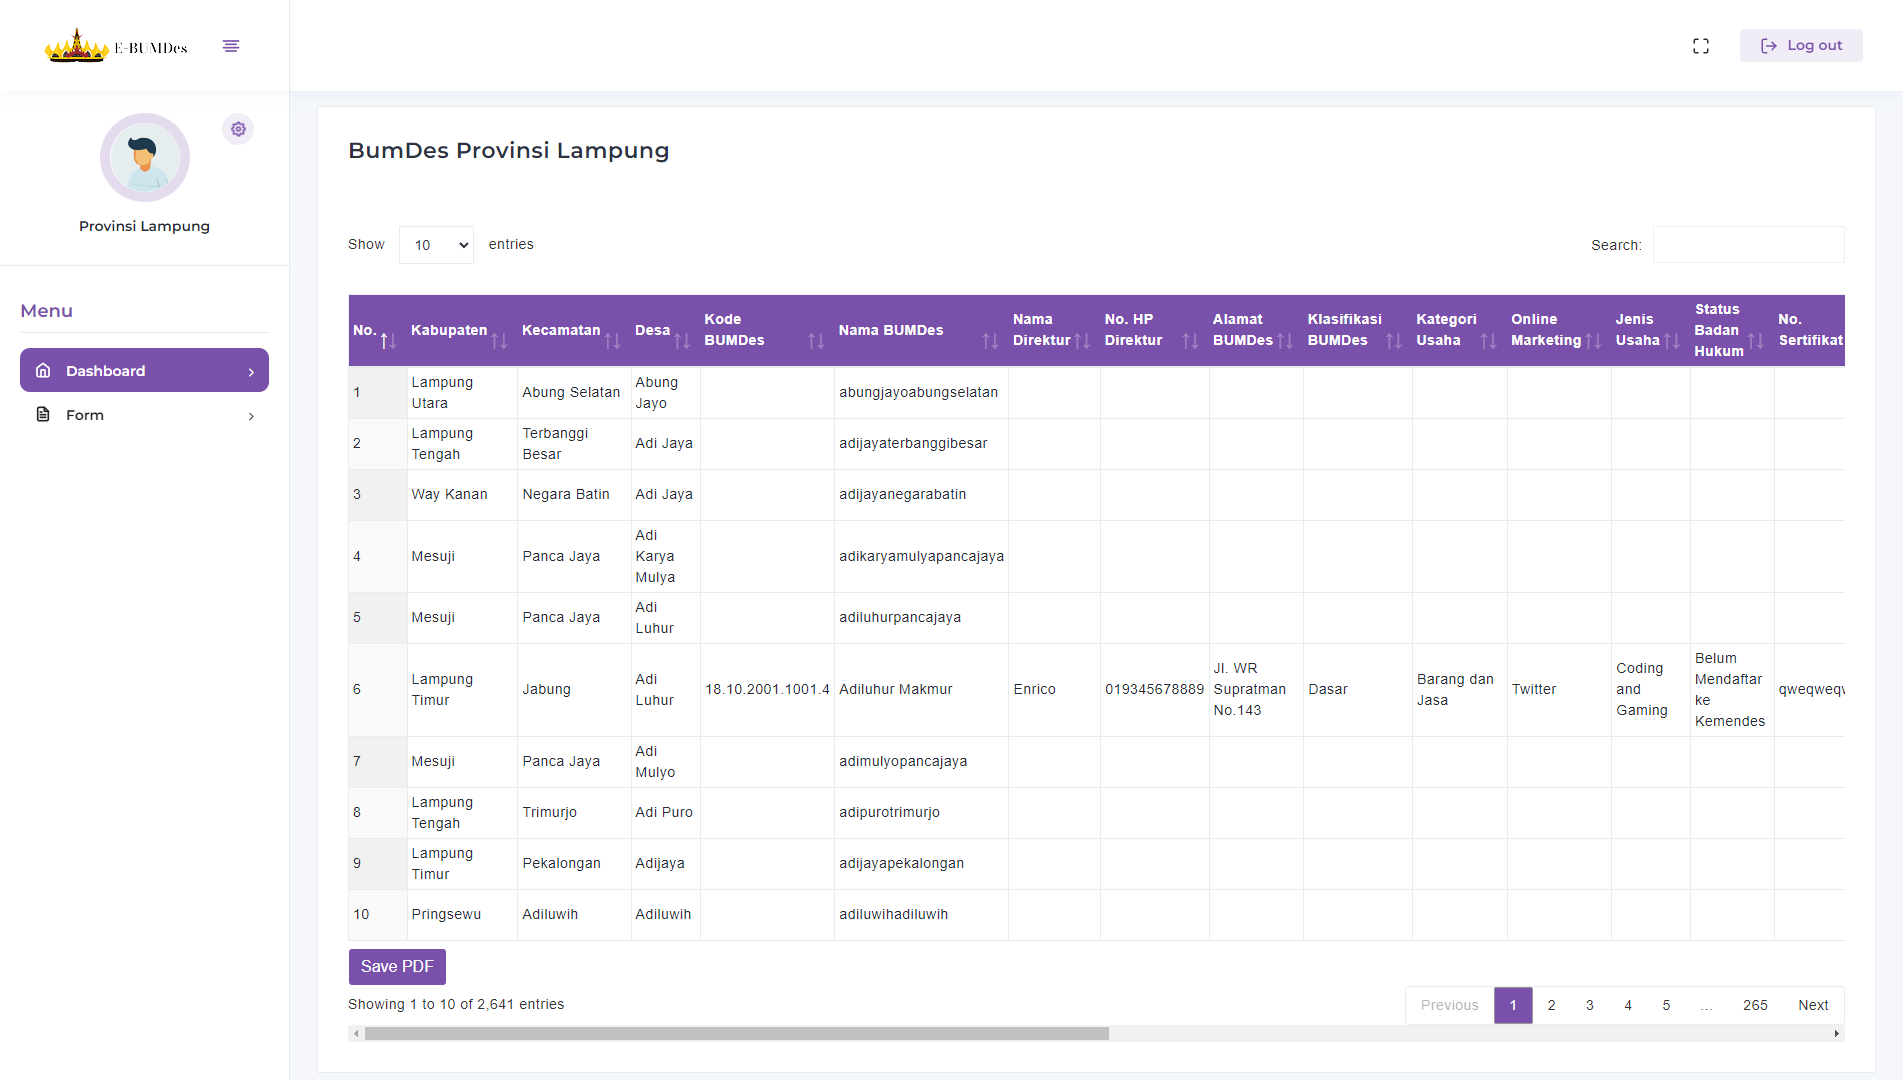 E-BUMDes
Log out
Provinsi Lampung
Menu
Dashboard
Form
BumDes Provinsi Lampung
Show 10 entries
Search:
No. Kabupaten Kecamatan Desa Kode BUMDes Nama BUMDes Nama Direktur No. HP Direktur Alamat BUMDes Klasifikasi BUMDes Kategori Usaha Online Marketing Jenis Usaha Status Badan Hukum No. Sertifikat
1 Lampung Utara Abung Selatan Abung Jayo abungjayoabungselatan
2 Lampung Tengah Terbanggi Besar Adi Jaya adijayaterbanggibesar
3 Way Kanan Negara Batin Adi Jaya adijayanegarabatin
4 Mesuji Panca Jaya Adi Karya Mulya adikaryamulyapancajaya
5 Mesuji Panca Jaya Adi Luhur adiluhurpancajaya
6 Lampung Timur Jabung Adi Luhur 18.10.2001.1001.4 Adiluhur Makmur Enrico 019345678889 Jl. WR Supratman No.143 Dasar Barang dan Jasa Twitter Coding and Gaming Belum Mendaftar ke Kemendes
7 Mesuji Panca Jaya Adi Mulyo adimulyopancajaya
8 Lampung Tengah Trimurjo Adi Puro adipurotrimurjo
9 Lampung Timur Pekalongan Adijaya adijayapekalongan
10 Pringsewu Adiluwih Adiluwih adiluwihadiluwih
Save PDF
Showing 1 to 10 of 2,641 entries
Previous 1 2 3 4 5 ... 265 Next